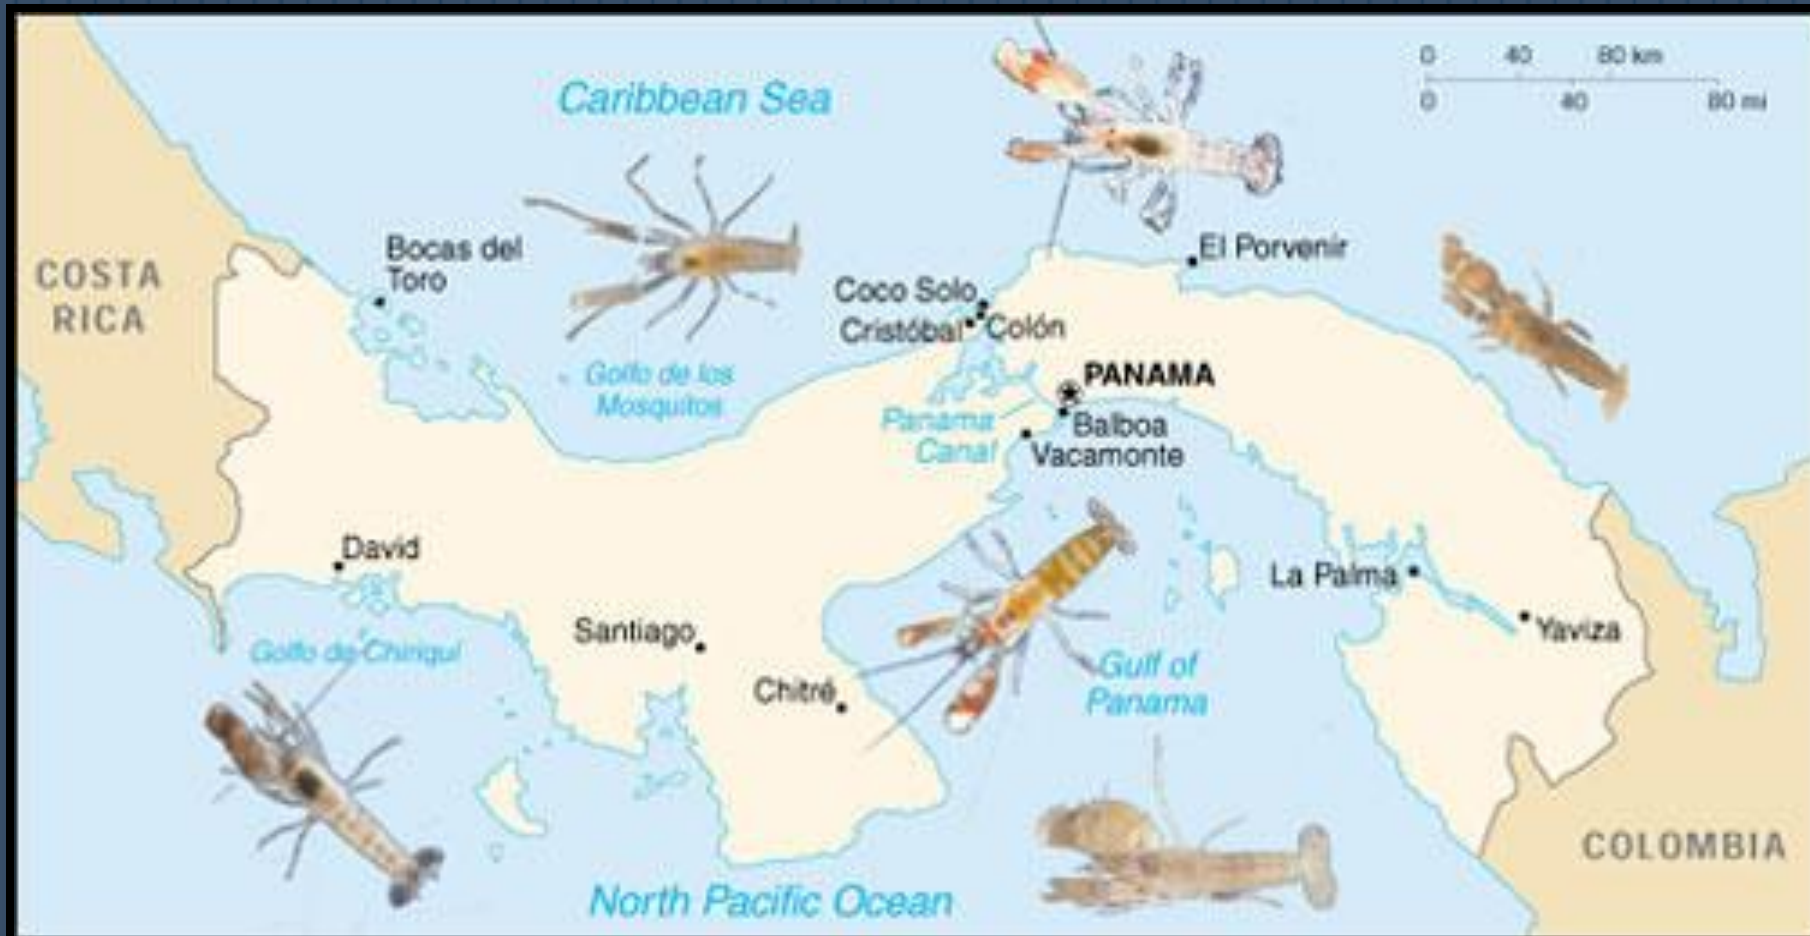 0 40 80 km
0 40 80 mi
Caribbean Sea
COSTA
RICA
Bocas del
Toro
El Porvenir
Coco Solo
Cristóbal
Colón
Golfo de los
Mosquitos
PANAMA
Panama
Canal
Balboa
Vacamonte
David
La Palma
Santiago
Yaviza
Golfo de Chiriquí
Chitré
Gulf of
Panama
COLOMBIA
North Pacific Ocean